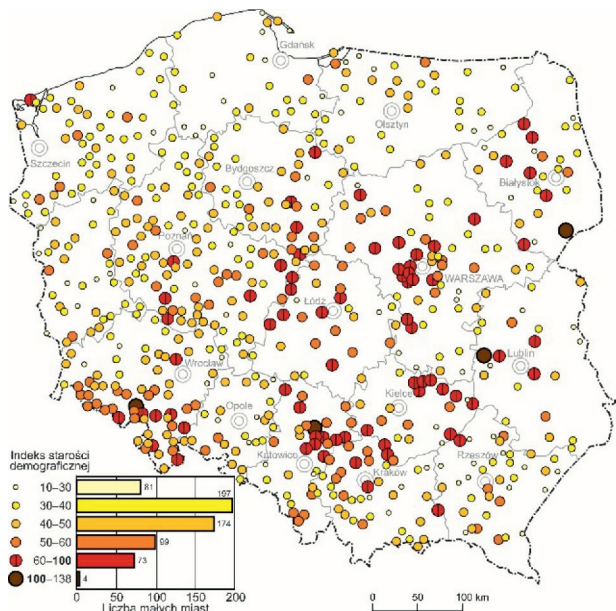 Gdańsk
Olsztyn
Szczecin
Bydgoszcz
Białystok
Poznań
WARSZAWA
Łódź
Wrocław
Lublin
Opole
Kielce
Katowice
Kraków
Rzeszów
Indeks starości
demograficznej
10–30 81
30–40 197
40–50 174
50–60 99
60–100 73
100–138 4
0 50 100 150 200
Liczba małych miast
0 50 100 km